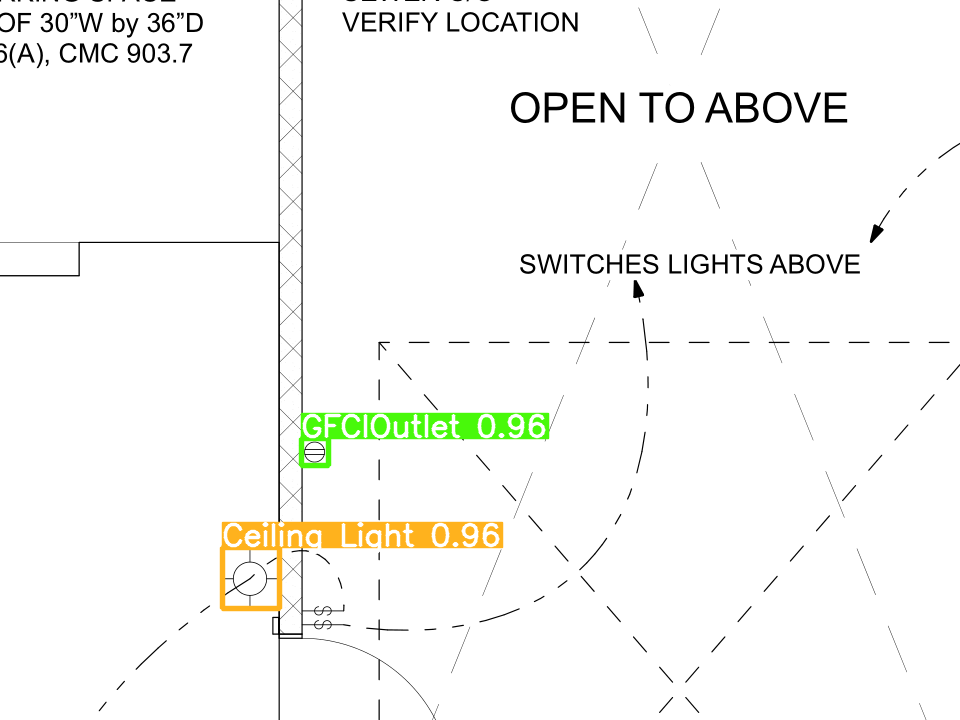 OF 30”W by 36”D
6(A), CMC 903.7
VERIFY LOCATION
OPEN TO ABOVE
SWITCHES LIGHTS ABOVE
GFCIOutlet 0.96
Ceiling Light 0.96
S
S